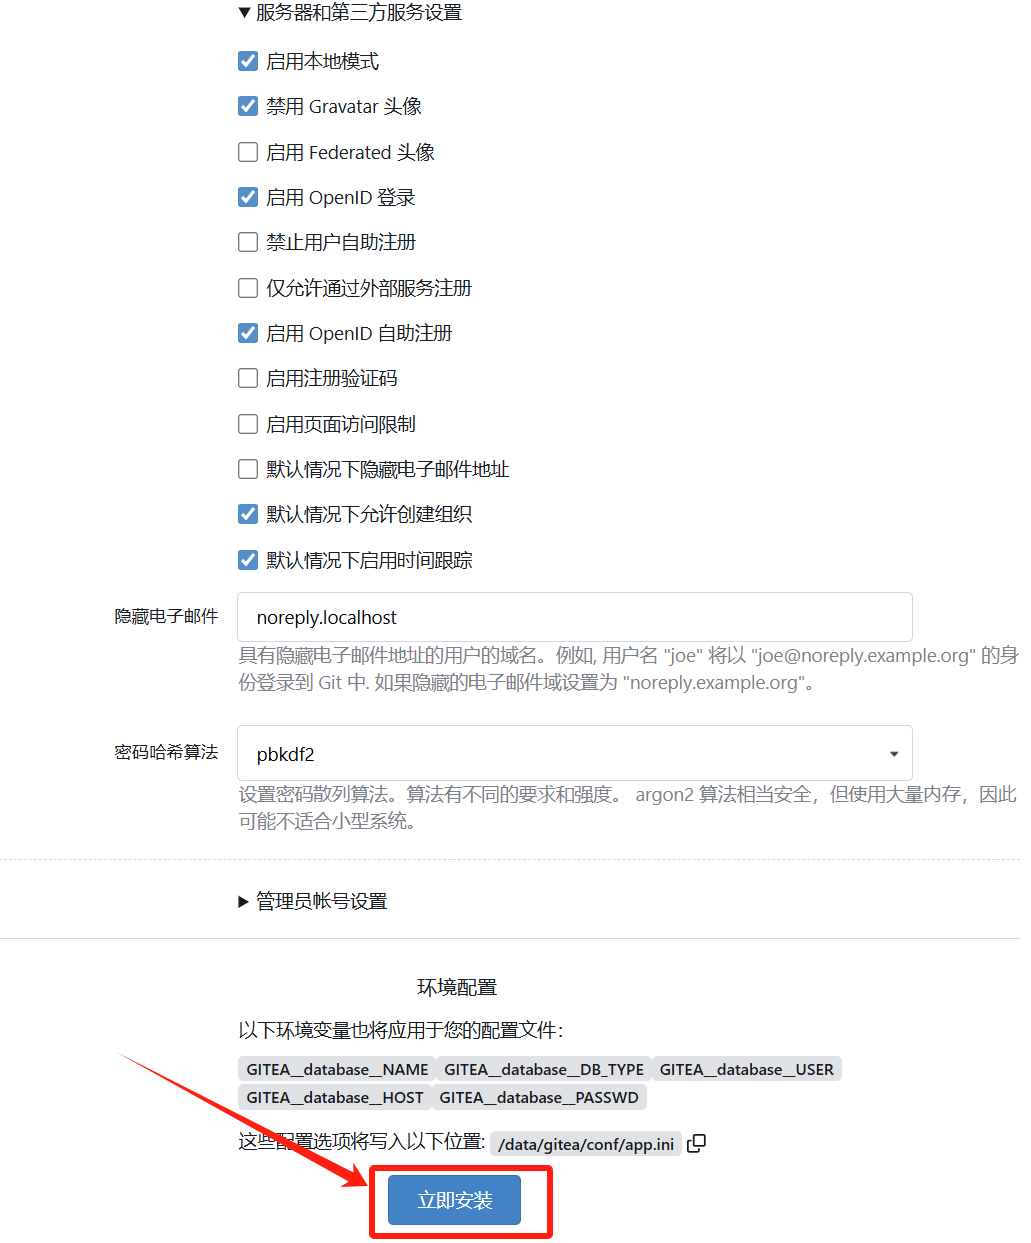 服务器和第三方服务设置
启用本地模式
禁用 Gravatar 头像
启用 Federated 头像
启用 OpenID 登录
禁止用户自助注册
仅允许通过外部服务注册
启用 OpenID 自助注册
启用注册验证码
启用页面访问限制
默认情况下隐藏电子邮件地址
默认情况下允许创建组织
默认情况下启用时间跟踪
隐藏电子邮件 noreply.localhost
具有隐藏电子邮件地址的用户的域名。例如, 用户名 "joe" 将以 "joe@noreply.example.org" 的身
份登录到 Git 中. 如果隐藏的电子邮件域设置为 "noreply.example.org"。
密码哈希算法 pbkdf2
设置密码散列算法。算法有不同的要求和强度。 argon2 算法相当安全，但使用大量内存，因此
可能不适合小型系统。
管理员帐号设置
环境配置
以下环境变量也将应用于您的配置文件：
GITEA__database__NAME GITEA__database__DB_TYPE GITEA__database__USER
GITEA__database__HOST GITEA__database__PASSWD
这些配置选项将写入以下位置: /data/gitea/conf/app.ini
立即安装